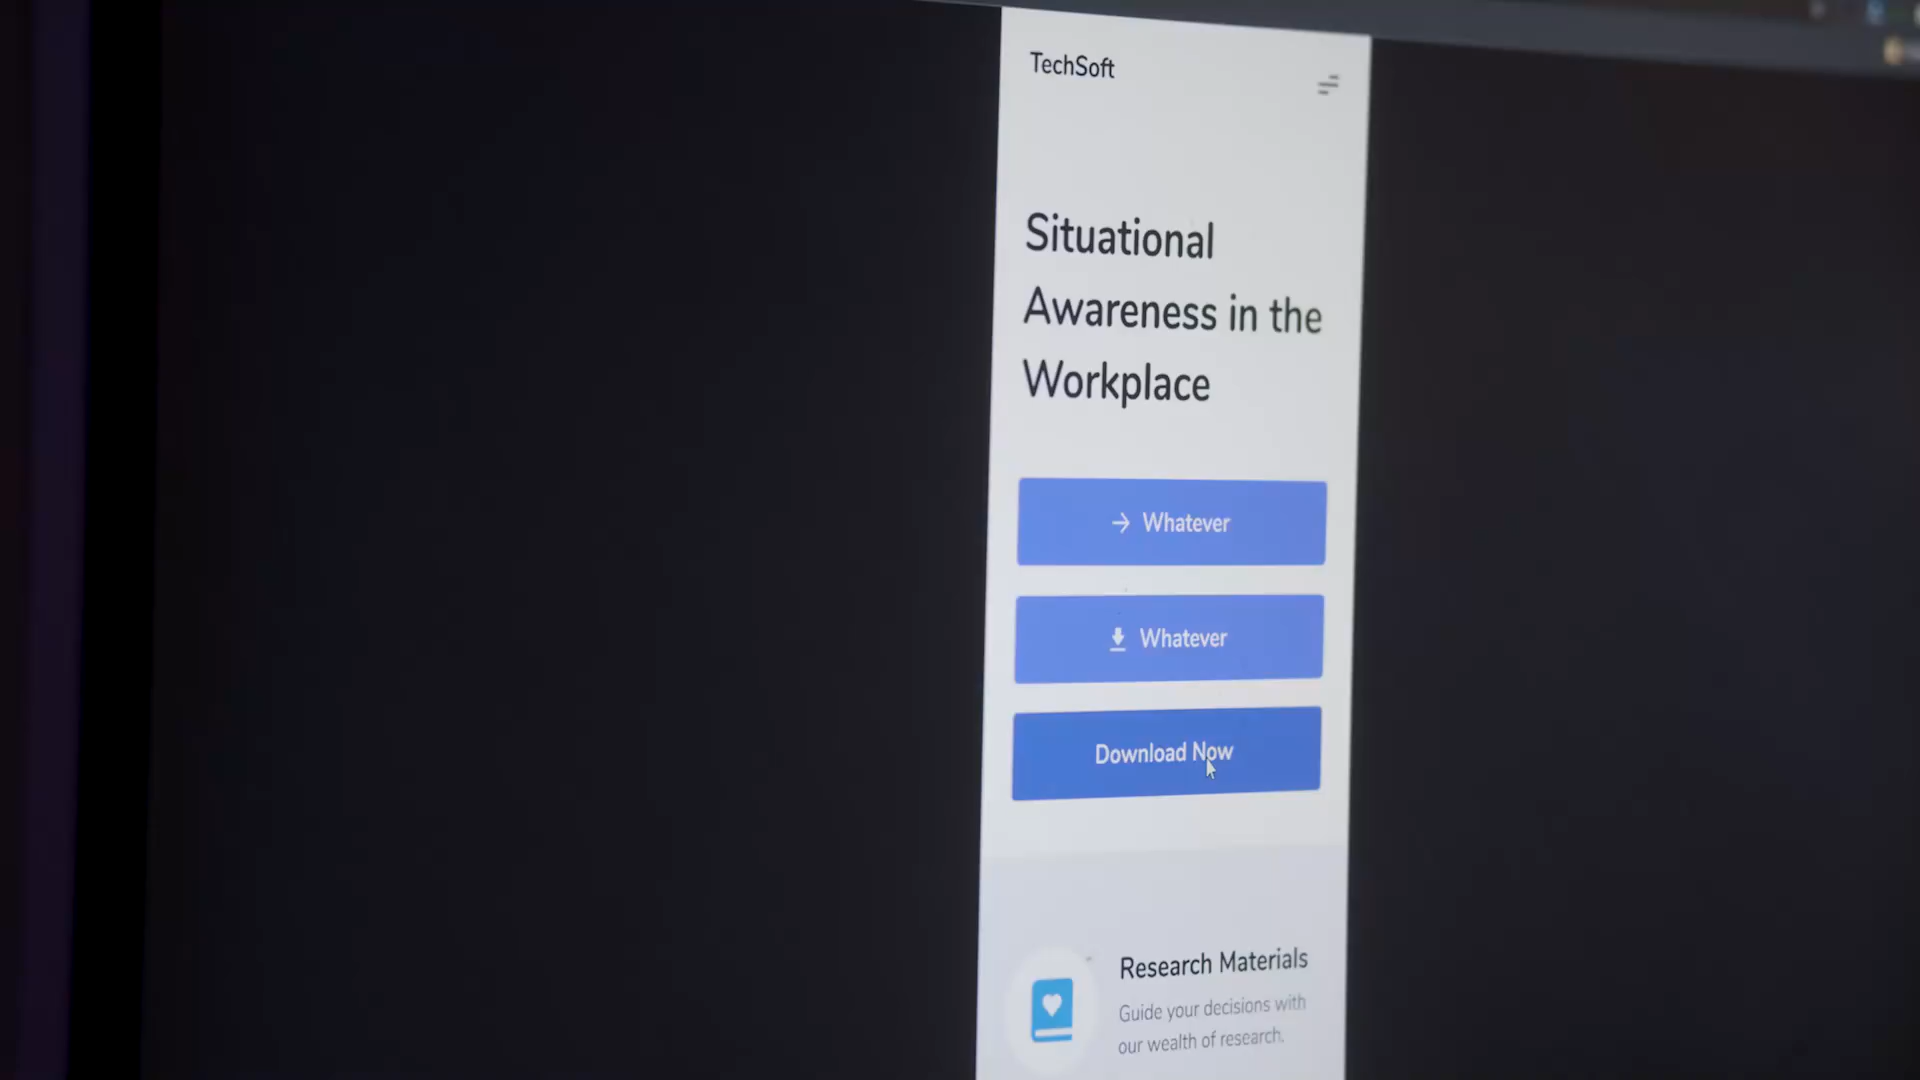 TechSoft
Situational
Awareness in the
Workplace
Whatever
Whatever
Download Now
Research Materials
Guide your decisions with
our wealth of research.